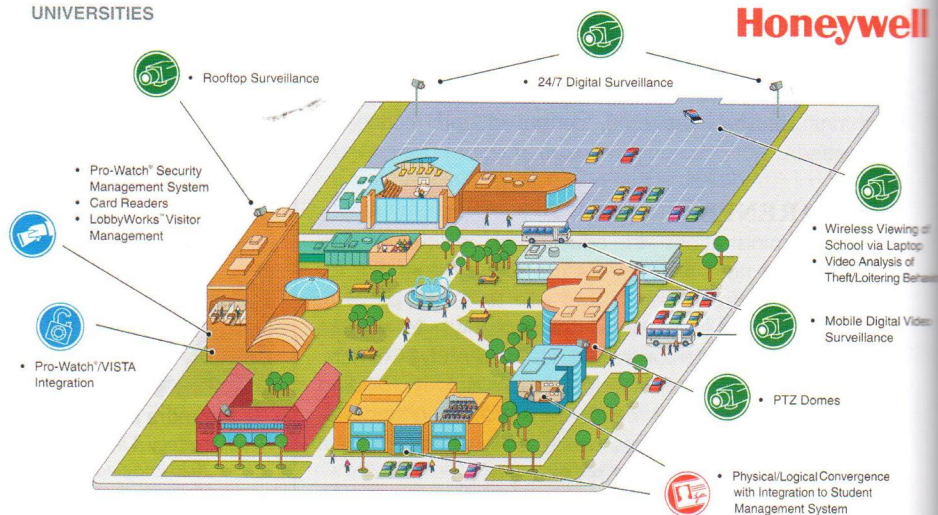 UNIVERSITIES
Honeywell
• Rooftop Surveillance
• 24/7 Digital Surveillance
• Pro-Watch® Security
Management System
• Card Readers
• LobbyWorks™ Visitor
Management
• Wireless Viewing of
School via Laptop
• Video Analysis of
Theft/Loitering
• Mobile Digital Video
Surveillance
• Pro-Watch®/VISTA
Integration
• PTZ Domes
• Physical/Logical Convergence
with Integration to Student
Management System